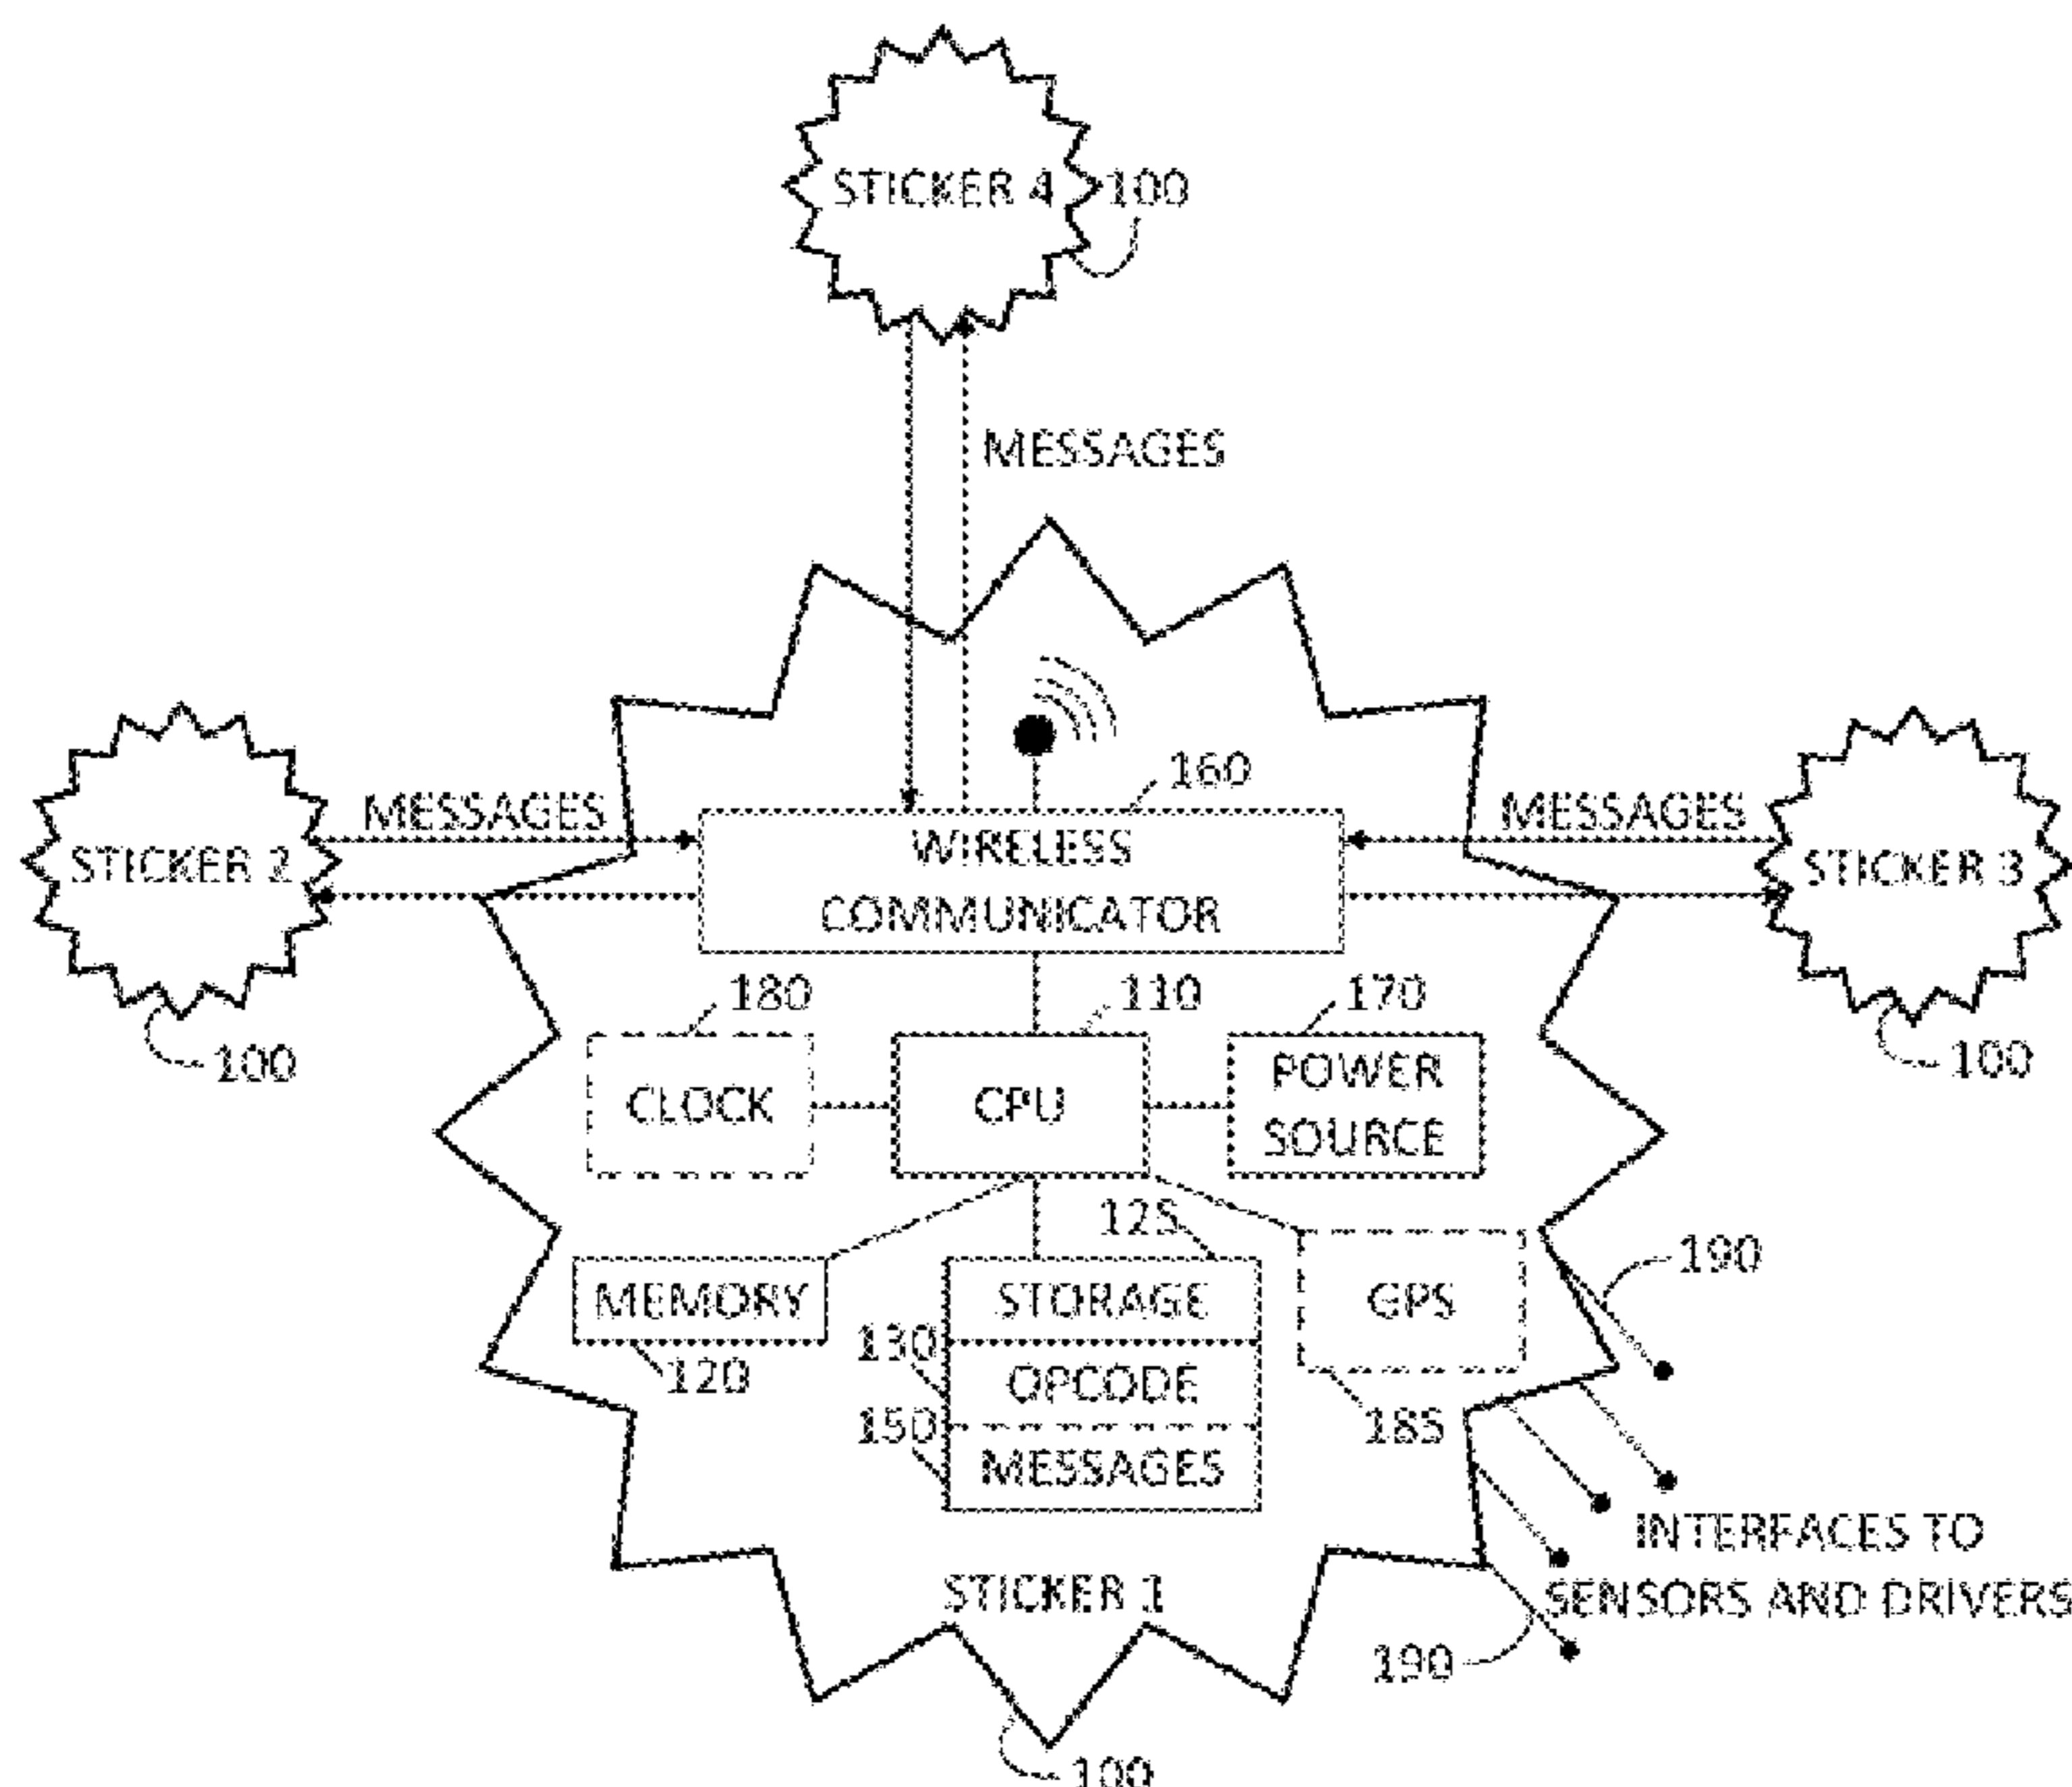 STICKER 4
100
MESSAGES
160
MESSAGES
MESSAGES
WIRELESS
COMMUNICATOR
STICKER 2
STICKER 3
180
110
170
100
100
CLOCK
CPU
POWER
SOURCE
125
190
MEMORY
STORAGE
GPS
130
120
OPCODE
150
185
MESSAGES
INTERFACES TO
SENSORS AND DRIVERS
STICKER 1
190
100